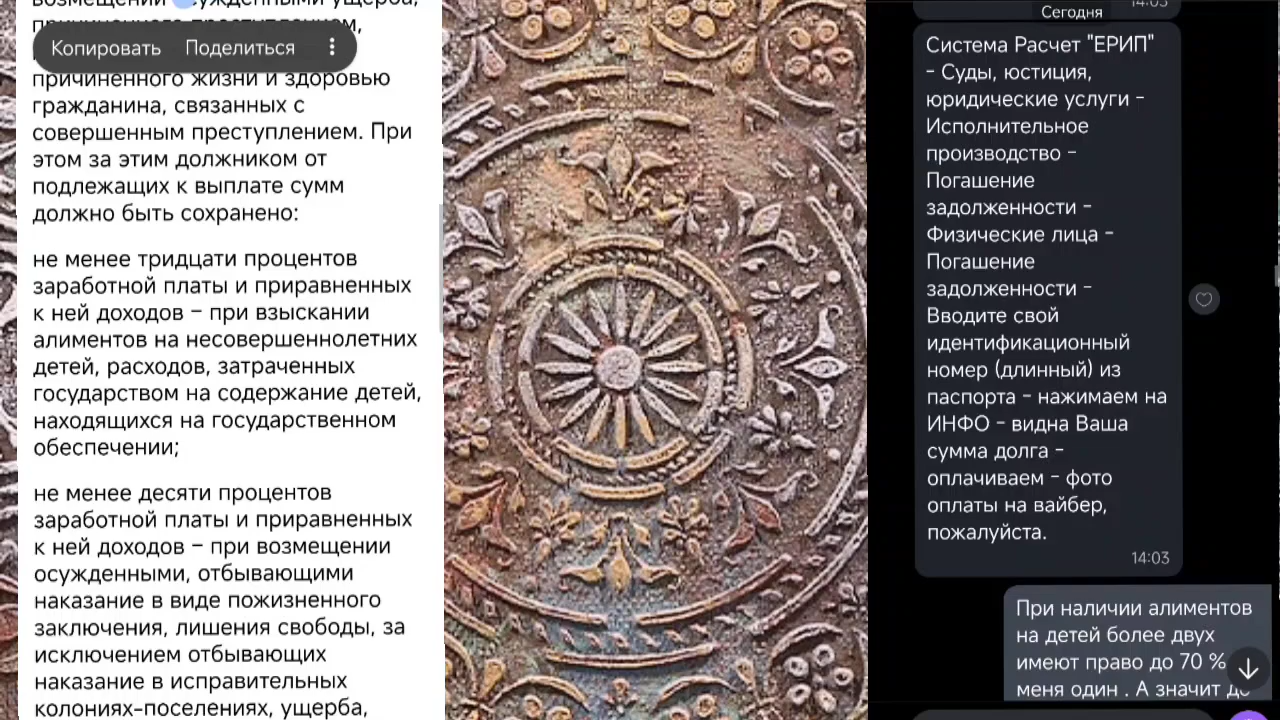 возмещении осужденными ущерба,
Копировать Поделиться
причиненного жизни и здоровью
гражданина, связанных с
совершенным преступлением. При
этом за этим должником от
подлежащих к выплате сумм
должно быть сохранено:
не менее тридцати процентов
заработной платы и приравненных
к ней доходов – при взыскании
алиментов на несовершеннолетних
детей, расходов, затраченных
государством на содержание детей,
находящихся на государственном
обеспечении;
не менее десяти процентов
заработной платы и приравненных
к ней доходов – при возмещении
осужденными, отбывающими
наказание в виде пожизненного
заключения, лишения свободы, за
исключением отбывающих
наказание в исправительных
колониях-поселениях, ущерба,
14:03
Сегодня
Система Расчет "ЕРИП"
- Суды, юстиция,
юридические услуги -
Исполнительное
производство -
Погашение
задолженности -
Физические лица -
Погашение
задолженности -
Вводите свой
идентификационный
номер (длинный) из
паспорта - нажимаем на
ИНФО - видна Ваша
сумма долга -
оплачиваем - фото
оплаты на вайбер,
пожалуйста.
14:03
При наличии алиментов
на детей более двух
имеют право до 70 %
меня один . А значит до